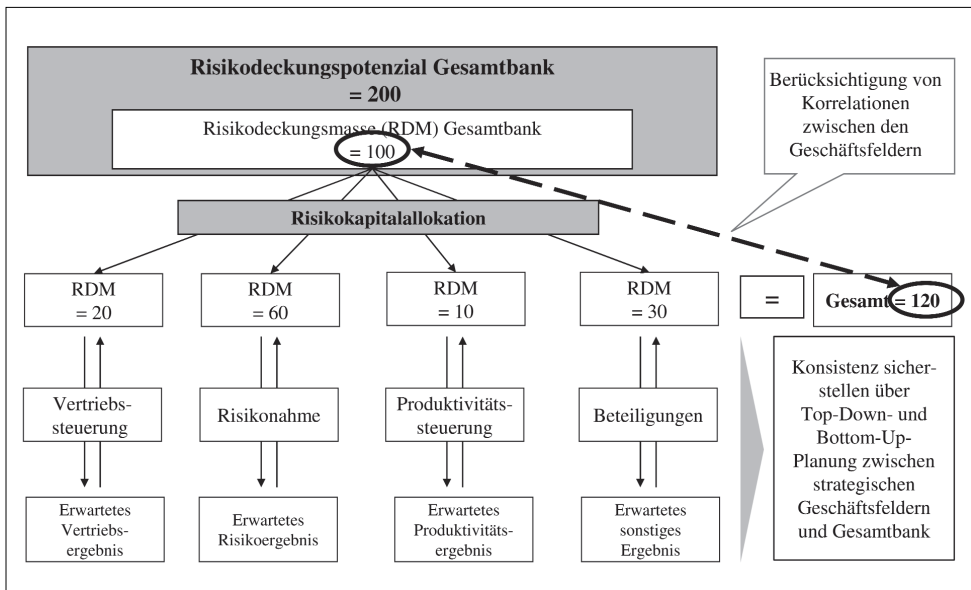 Risikodeckungspotenzial Gesamtbank
= 200
Risikodeckungsmasse (RDM) Gesamtbank
= 100
Berücksichtigung von
Korrelationen
zwischen den
Geschäftsfeldern
Risikokapitalallokation
RDM
= 20
RDM
= 60
RDM
= 10
RDM
= 30
=
Gesamt = 120
Vertriebs-
steuerung
Risikonahme
Produktivitäts-
steuerung
Beteiligungen
Konsistenz sicher-
stellen über
Top-Down- und
Bottom-Up-
Planung zwischen
strategischen
Geschäftsfeldern
und Gesamtbank
Erwartetes
Vertriebs-
ergebnis
Erwartetes
Risikoergebnis
Erwartetes
Produktivitäts-
ergebnis
Erwartetes
sonstiges
Ergebnis